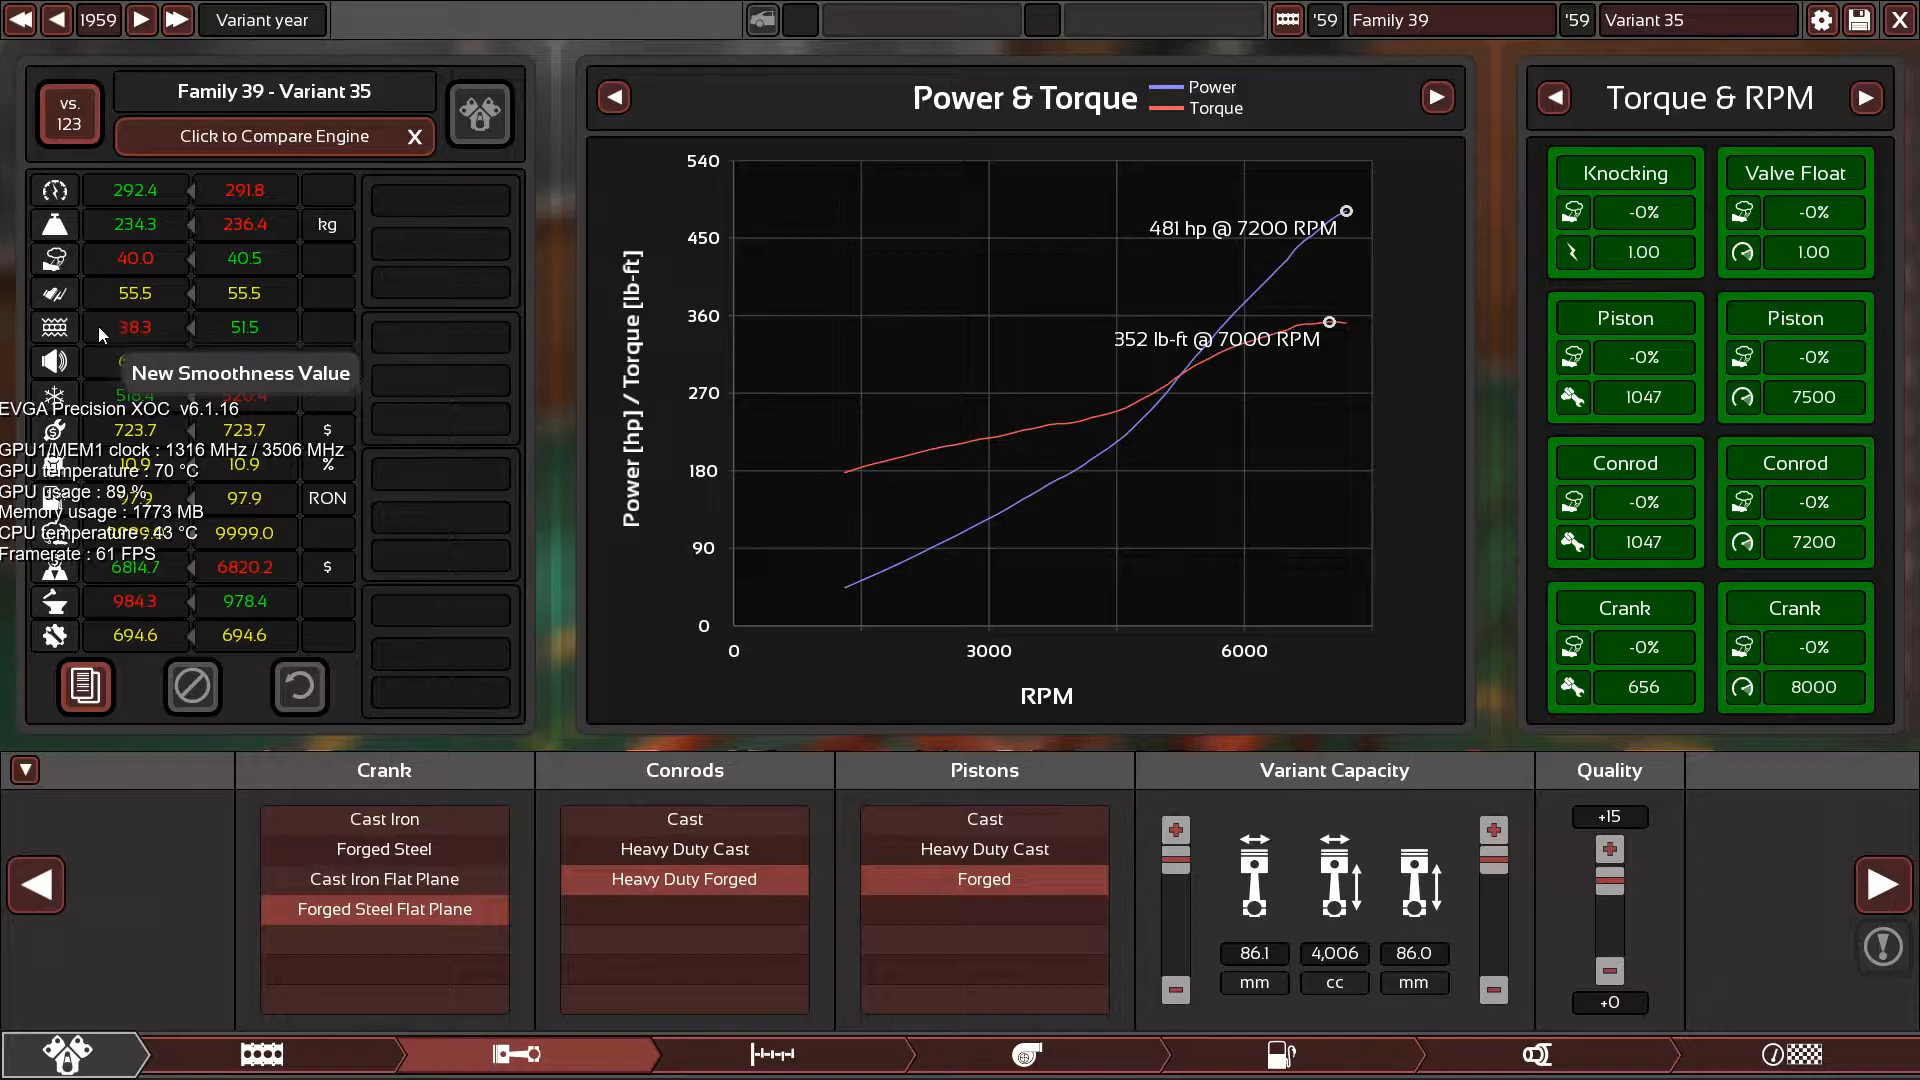 1959
Variant year
'59
Family 39
'59
Variant 35
X
vs.
123
Family 39 - Variant 35
Click to Compare Engine X
292.4 291.8
234.3 236.4 kg
40.0 40.5
55.5 55.5
38.3 51.5
New Smoothness Value
518.4 520.4
EVGA Precision XOC v6.1.16
723.7 723.7 $
GPU1/MEM1 clock : 1316 MHz / 3506 MHz
10.9 10.9 %
GPU temperature : 70 °C
GPU usage : 89 %
97.9 97.9 RON
Memory usage : 1773 MB
CPU temperature : 43 °C
9999.0 9999.0
Framerate : 61 FPS
6814.7 6820.2 $
984.3 978.4
694.6 694.6
Power & Torque
Power
Torque
540
450
360
270
180
90
0
0
3000
6000
Power [hp] / Torque [lb-ft]
RPM
481 hp @ 7200 RPM
352 lb-ft @ 7000 RPM
Torque & RPM
Knocking
-0%
1.00
Valve Float
-0%
1.00
Piston
-0%
1047
Piston
-0%
7500
Conrod
-0%
1047
Conrod
-0%
7200
Crank
-0%
656
Crank
-0%
8000
Crank
Cast Iron
Forged Steel
Cast Iron Flat Plane
Forged Steel Flat Plane
Conrods
Cast
Heavy Duty Cast
Heavy Duty Forged
Pistons
Cast
Heavy Duty Cast
Forged
Variant Capacity
86.1 4,006 86.0
mm cc mm
Quality
+15
+0